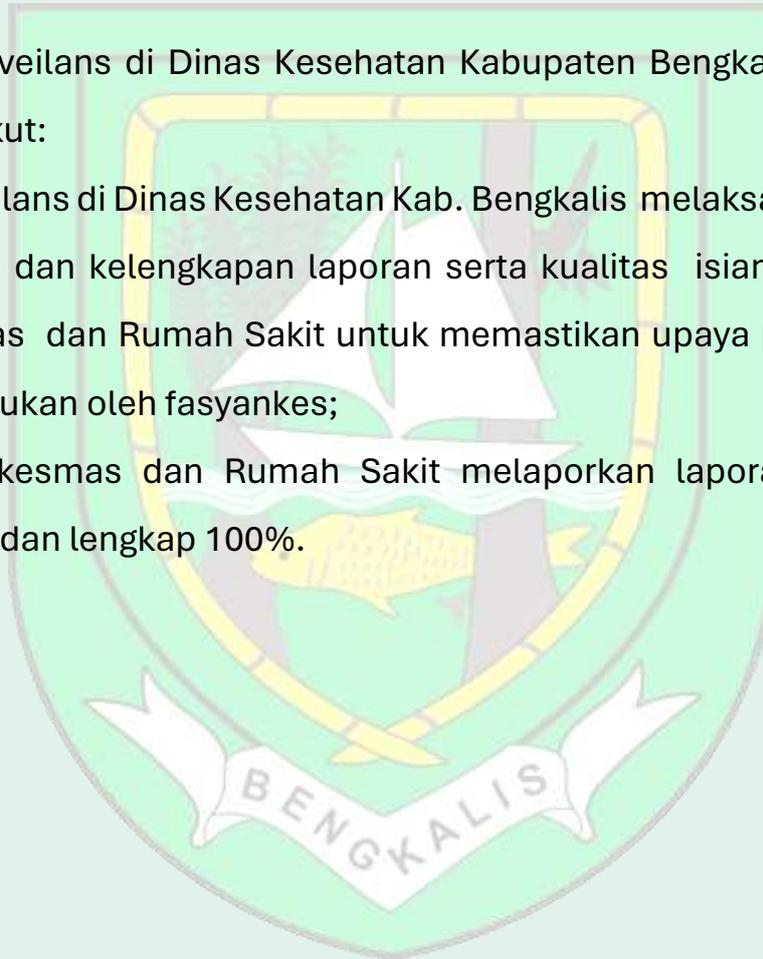 veilans di Dinas Kesehatan Kabupaten Bengka
kut:
lans di Dinas Kesehatan Kab. Bengkalis melaksa
dan kelengkapan laporan serta kualitas isian
as dan Rumah Sakit untuk memastikan upaya
ukan oleh fasyankes;
kesmas dan Rumah Sakit melaporkan lapora
dan lengkap 100%.
BENGKALIS